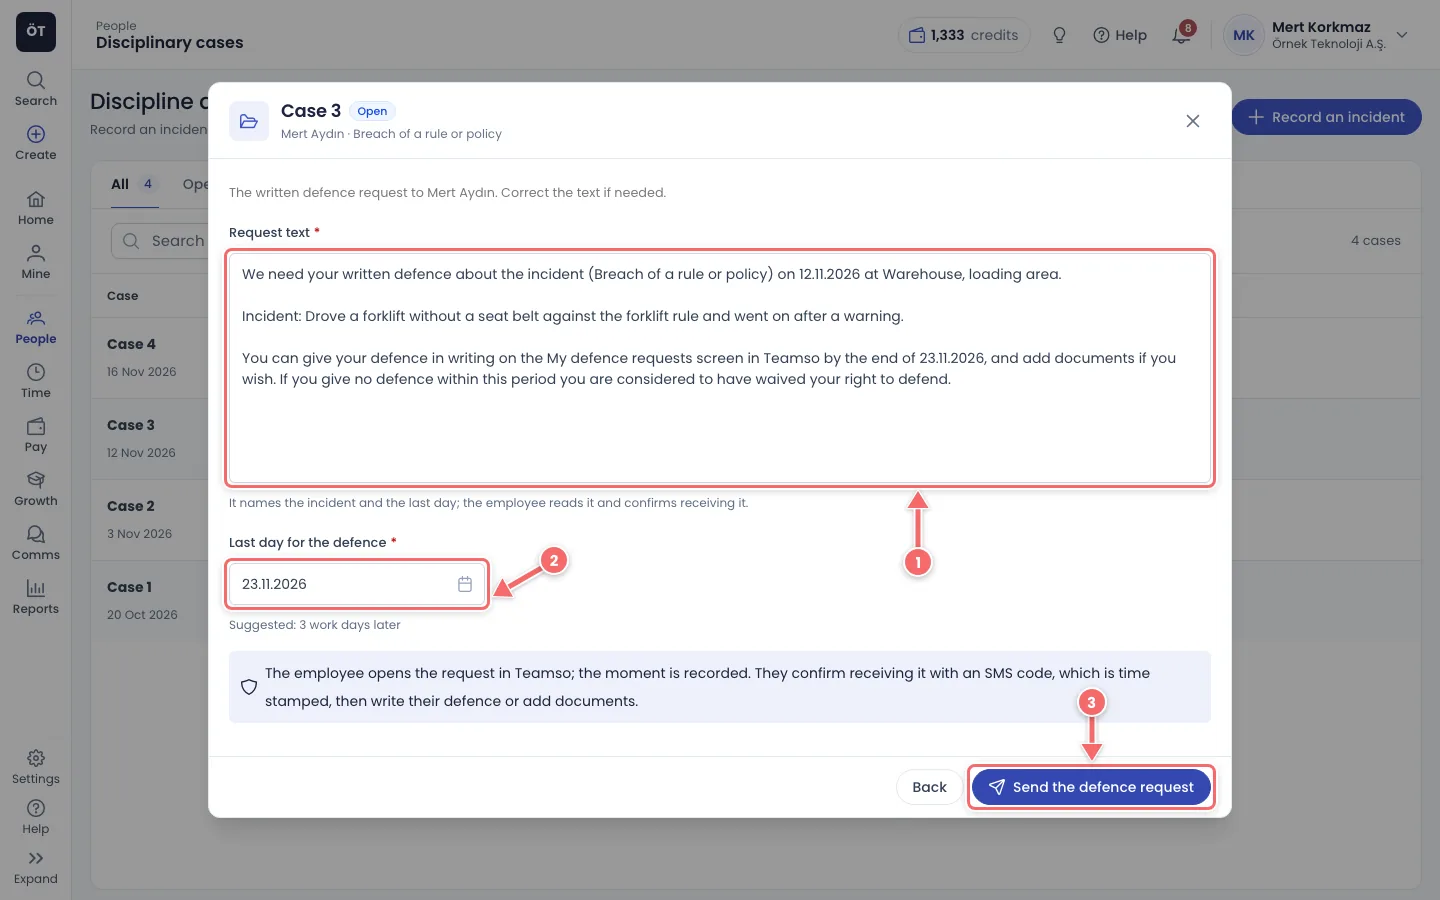 ÖT
People
Disciplinary cases
1,333 credits
Help
8
MK
Mert Korkmaz
Örnek Teknoloji A.Ş.
Search
Create
Home
Mine
People
Time
Pay
Growth
Comms
Reports
Settings
Help
Expand
Discipline c
Record an inciden
Record an incident
All 4
Ope
Search
4 cases
Case
Case 4
16 Nov 2026
Case 3
12 Nov 2026
Case 2
3 Nov 2026
Case 1
20 Oct 2026
Case 3 Open
Mert Aydın · Breach of a rule or policy
The written defence request to Mert Aydın. Correct the text if needed.
Request text *
We need your written defence about the incident (Breach of a rule or policy) on 12.11.2026 at Warehouse, loading area.
Incident: Drove a forklift without a seat belt against the forklift rule and went on after a warning.
You can give your defence in writing on the My defence requests screen in Teamso by the end of 23.11.2026, and add documents if you
wish. If you give no defence within this period you are considered to have waived your right to defend.
It names the incident and the last day; the employee reads it and confirms receiving it.
1
Last day for the defence *
2
23.11.2026
Suggested: 3 work days later
The employee opens the request in Teamso; the moment is recorded. They confirm receiving it with an SMS code, which is time
stamped, then write their defence or add documents.
3
Back
Send the defence request